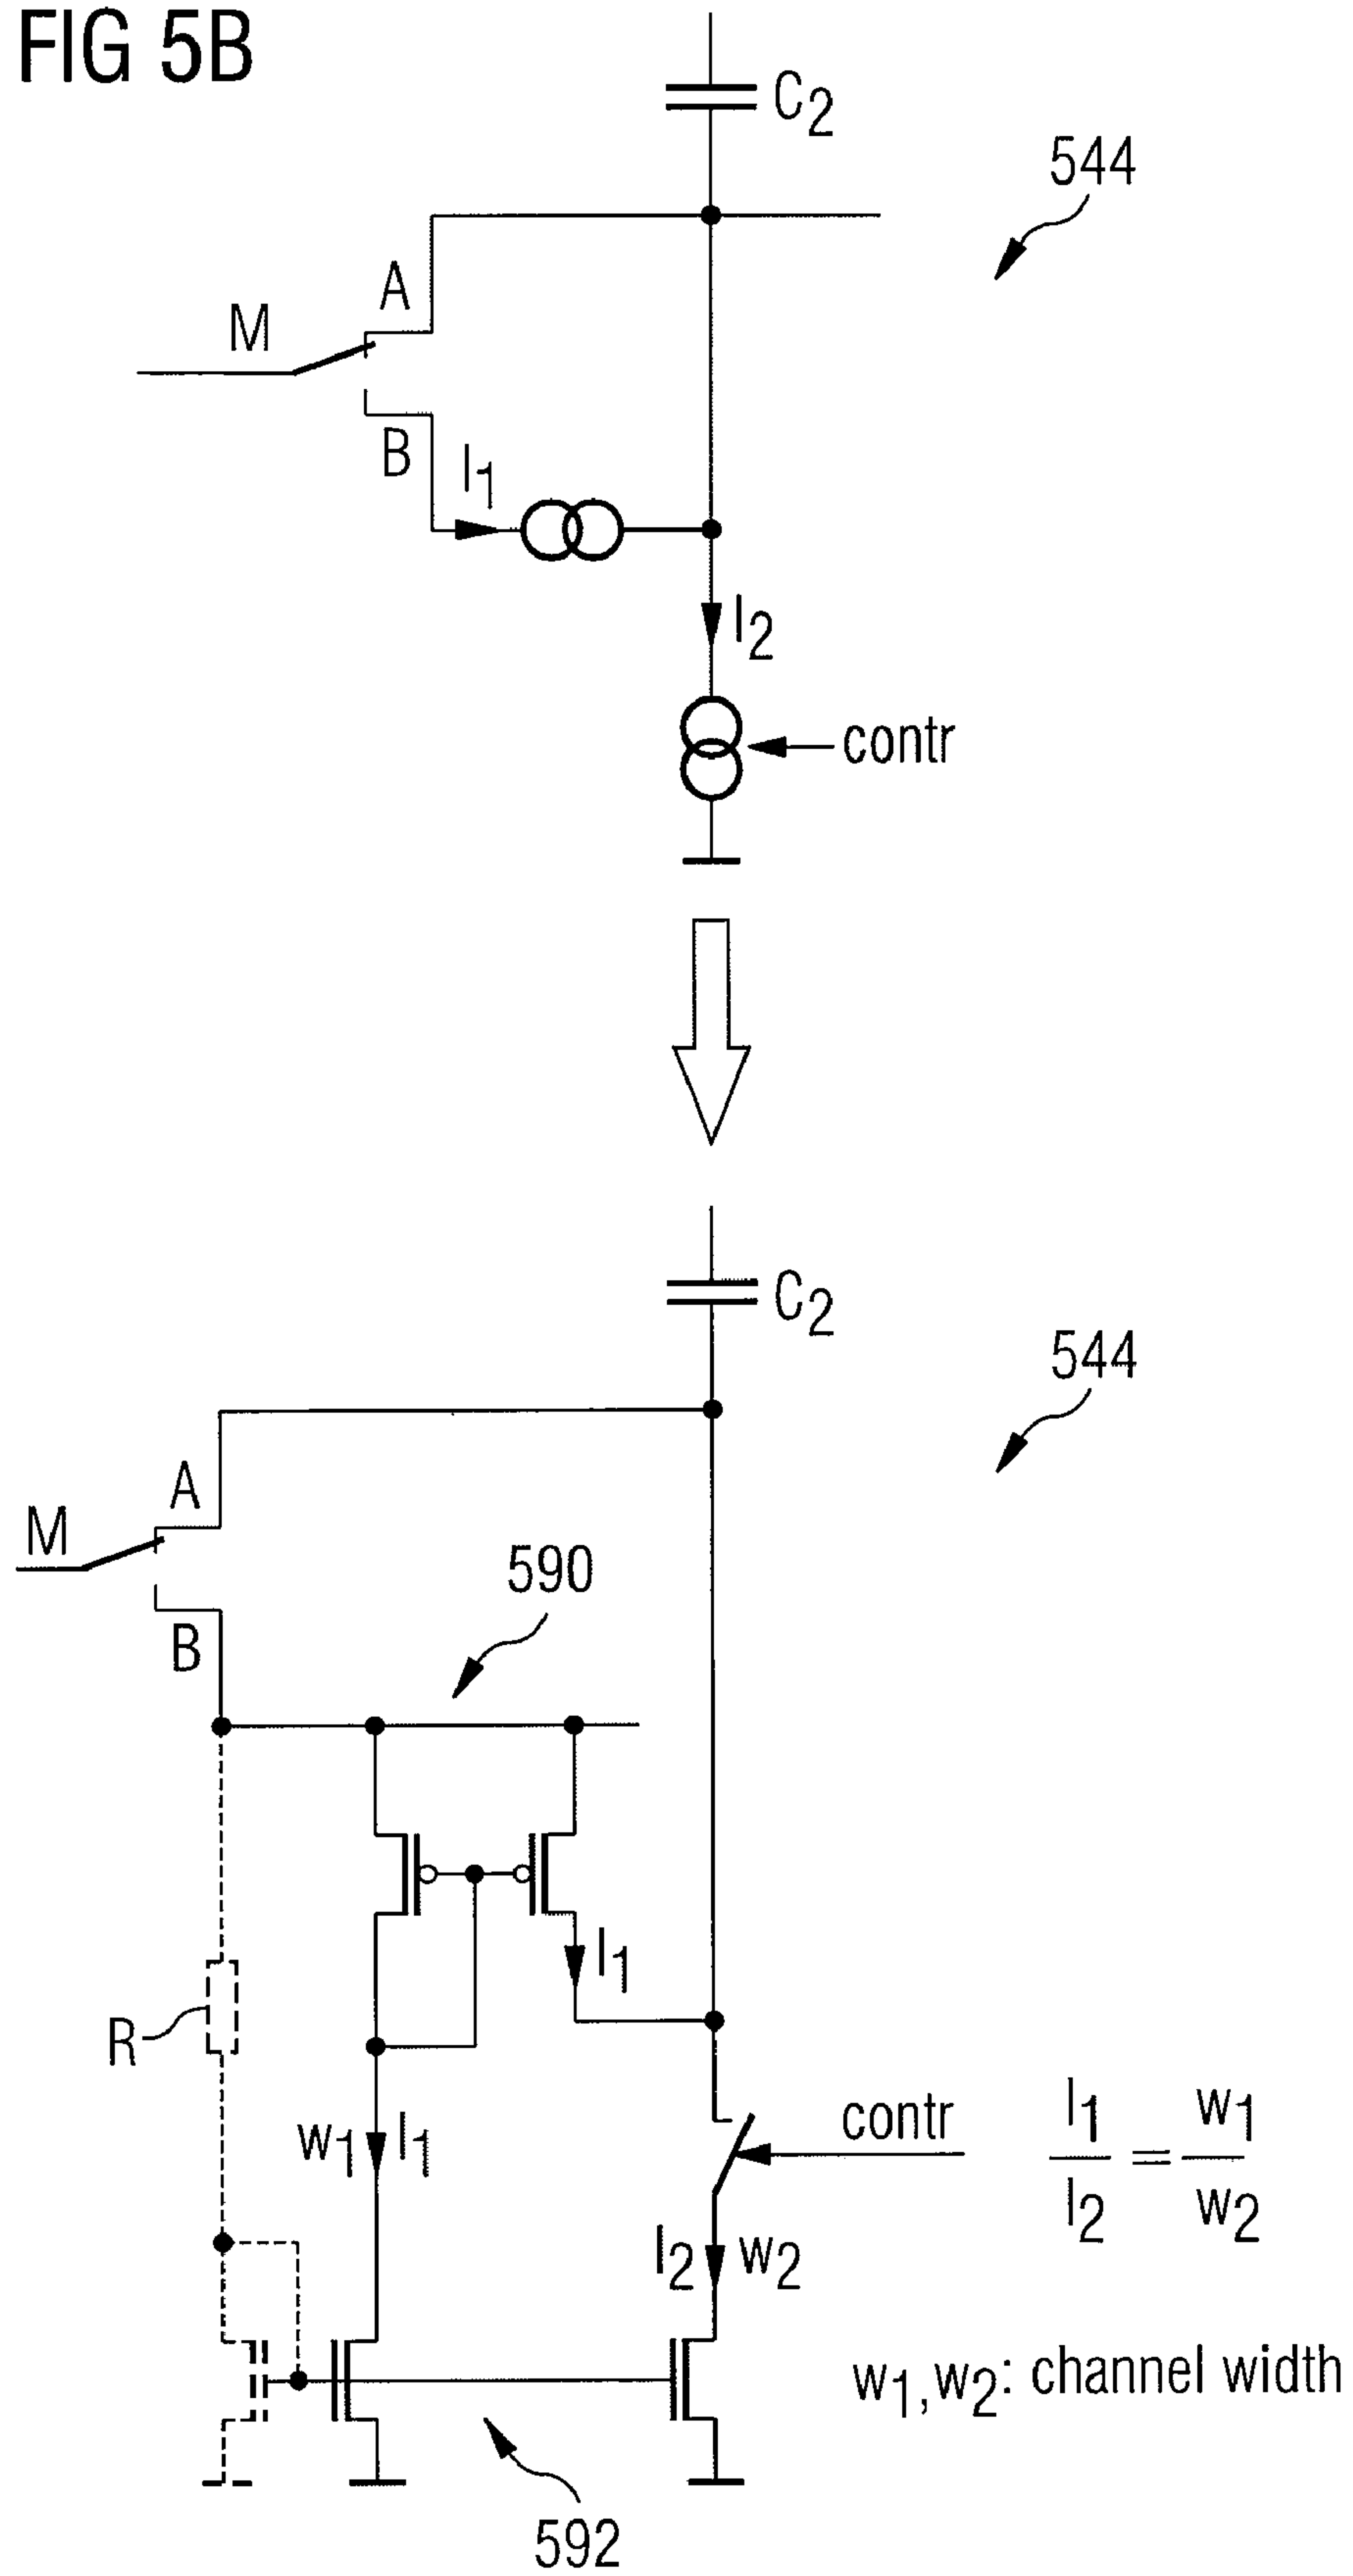 FIG 5B
C2
544
A
M
B
I1
I2
contr
C2
544
A
M
590
B
I1
R
w1 I1
contr
I1/I2 = w1/w2
I2 w2
w1,w2: channel width
592